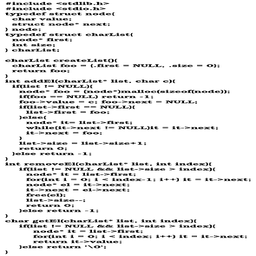 #include <stdlib.h>
#include <stdio.h>
typedef struct node{
char value;
struct node* next;
} node;
typedef struct charList{
node* first;
int size;
} charList;
charList createList(){
charList foo = {.first = NULL, .size = 0};
return foo;
}
int addEl(charList* list, char c){
if(list != NULL){
node* foo = (node*)malloc(sizeof(node));
if(foo == NULL) return -1;
foo->value = c; foo->next = NULL;
if(list->first == NULL){
list->first = foo;
}else{
node* it= list->first;
while(it->next != NULL)it = it->next;
it->next = foo;
}
list->size = list->size+1;
return 0;
}else return -1;
}
int removeEl(charList* list, int index){
if(list != NULL && list->size > index){
node* it = list->first;
for(int i = 0; i < index-1; i++) it = it->next;
node* el = it->next;
it->next = el->next;
free(el);
list->size--;
return 0;
}else return -1;
}
char getEl(charList* list, int index){
if(list != NULL && list->size > index){
node* it = list->first;
for(int i = 0; i < index; i++) it = it->next;
return it->value;
}else return '\0';
}